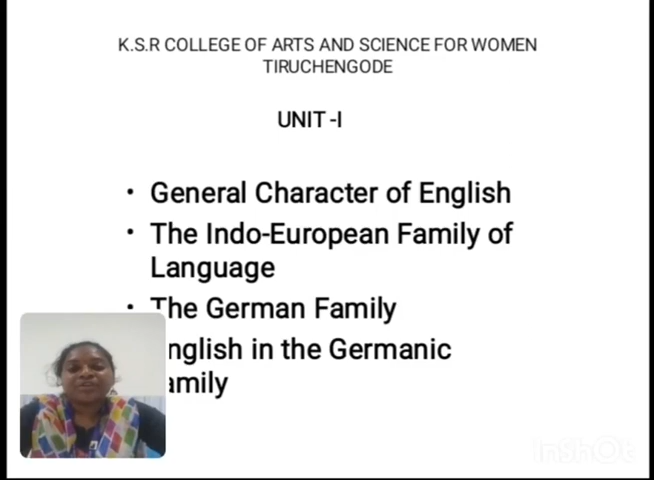 K.S.R COLLEGE OF ARTS AND SCIENCE FOR WOMEN
TIRUCHENGODE
UNIT -I
• General Character of English
• The Indo-European Family of
Language
• The German Family
nglish in the Germanic
amily
InShOt